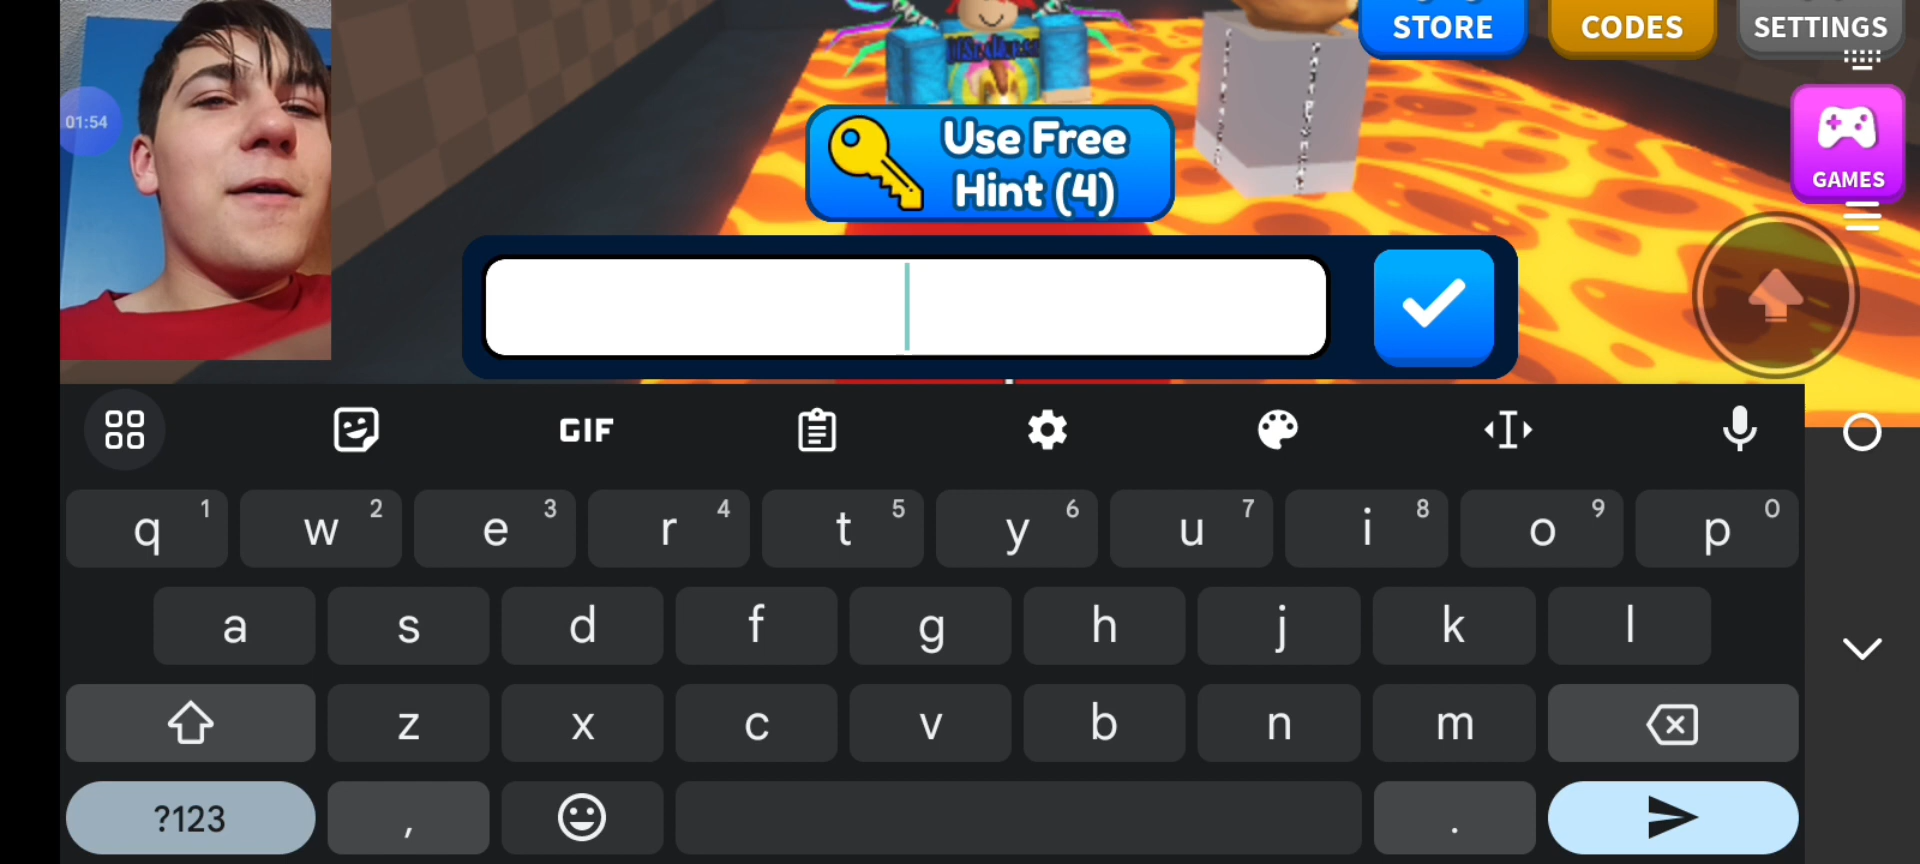 STORE
CODES
SETTINGS
01:54
Use Free
Hint (4)
GAMES
GIF
q 1 w 2 e 3 r 4 t 5 y 6 u 7 i 8 o 9 p 0
a s d f g h j k l
z x c v b n m
?123 , .